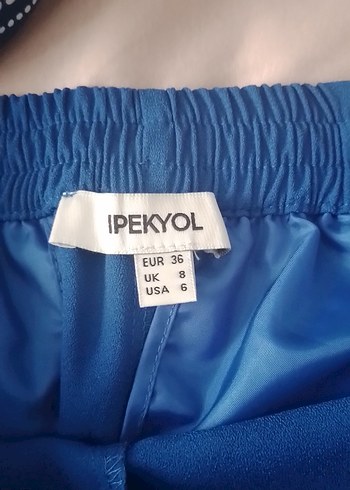 IPEKYOL
EUR 36
UK 8
USA 6